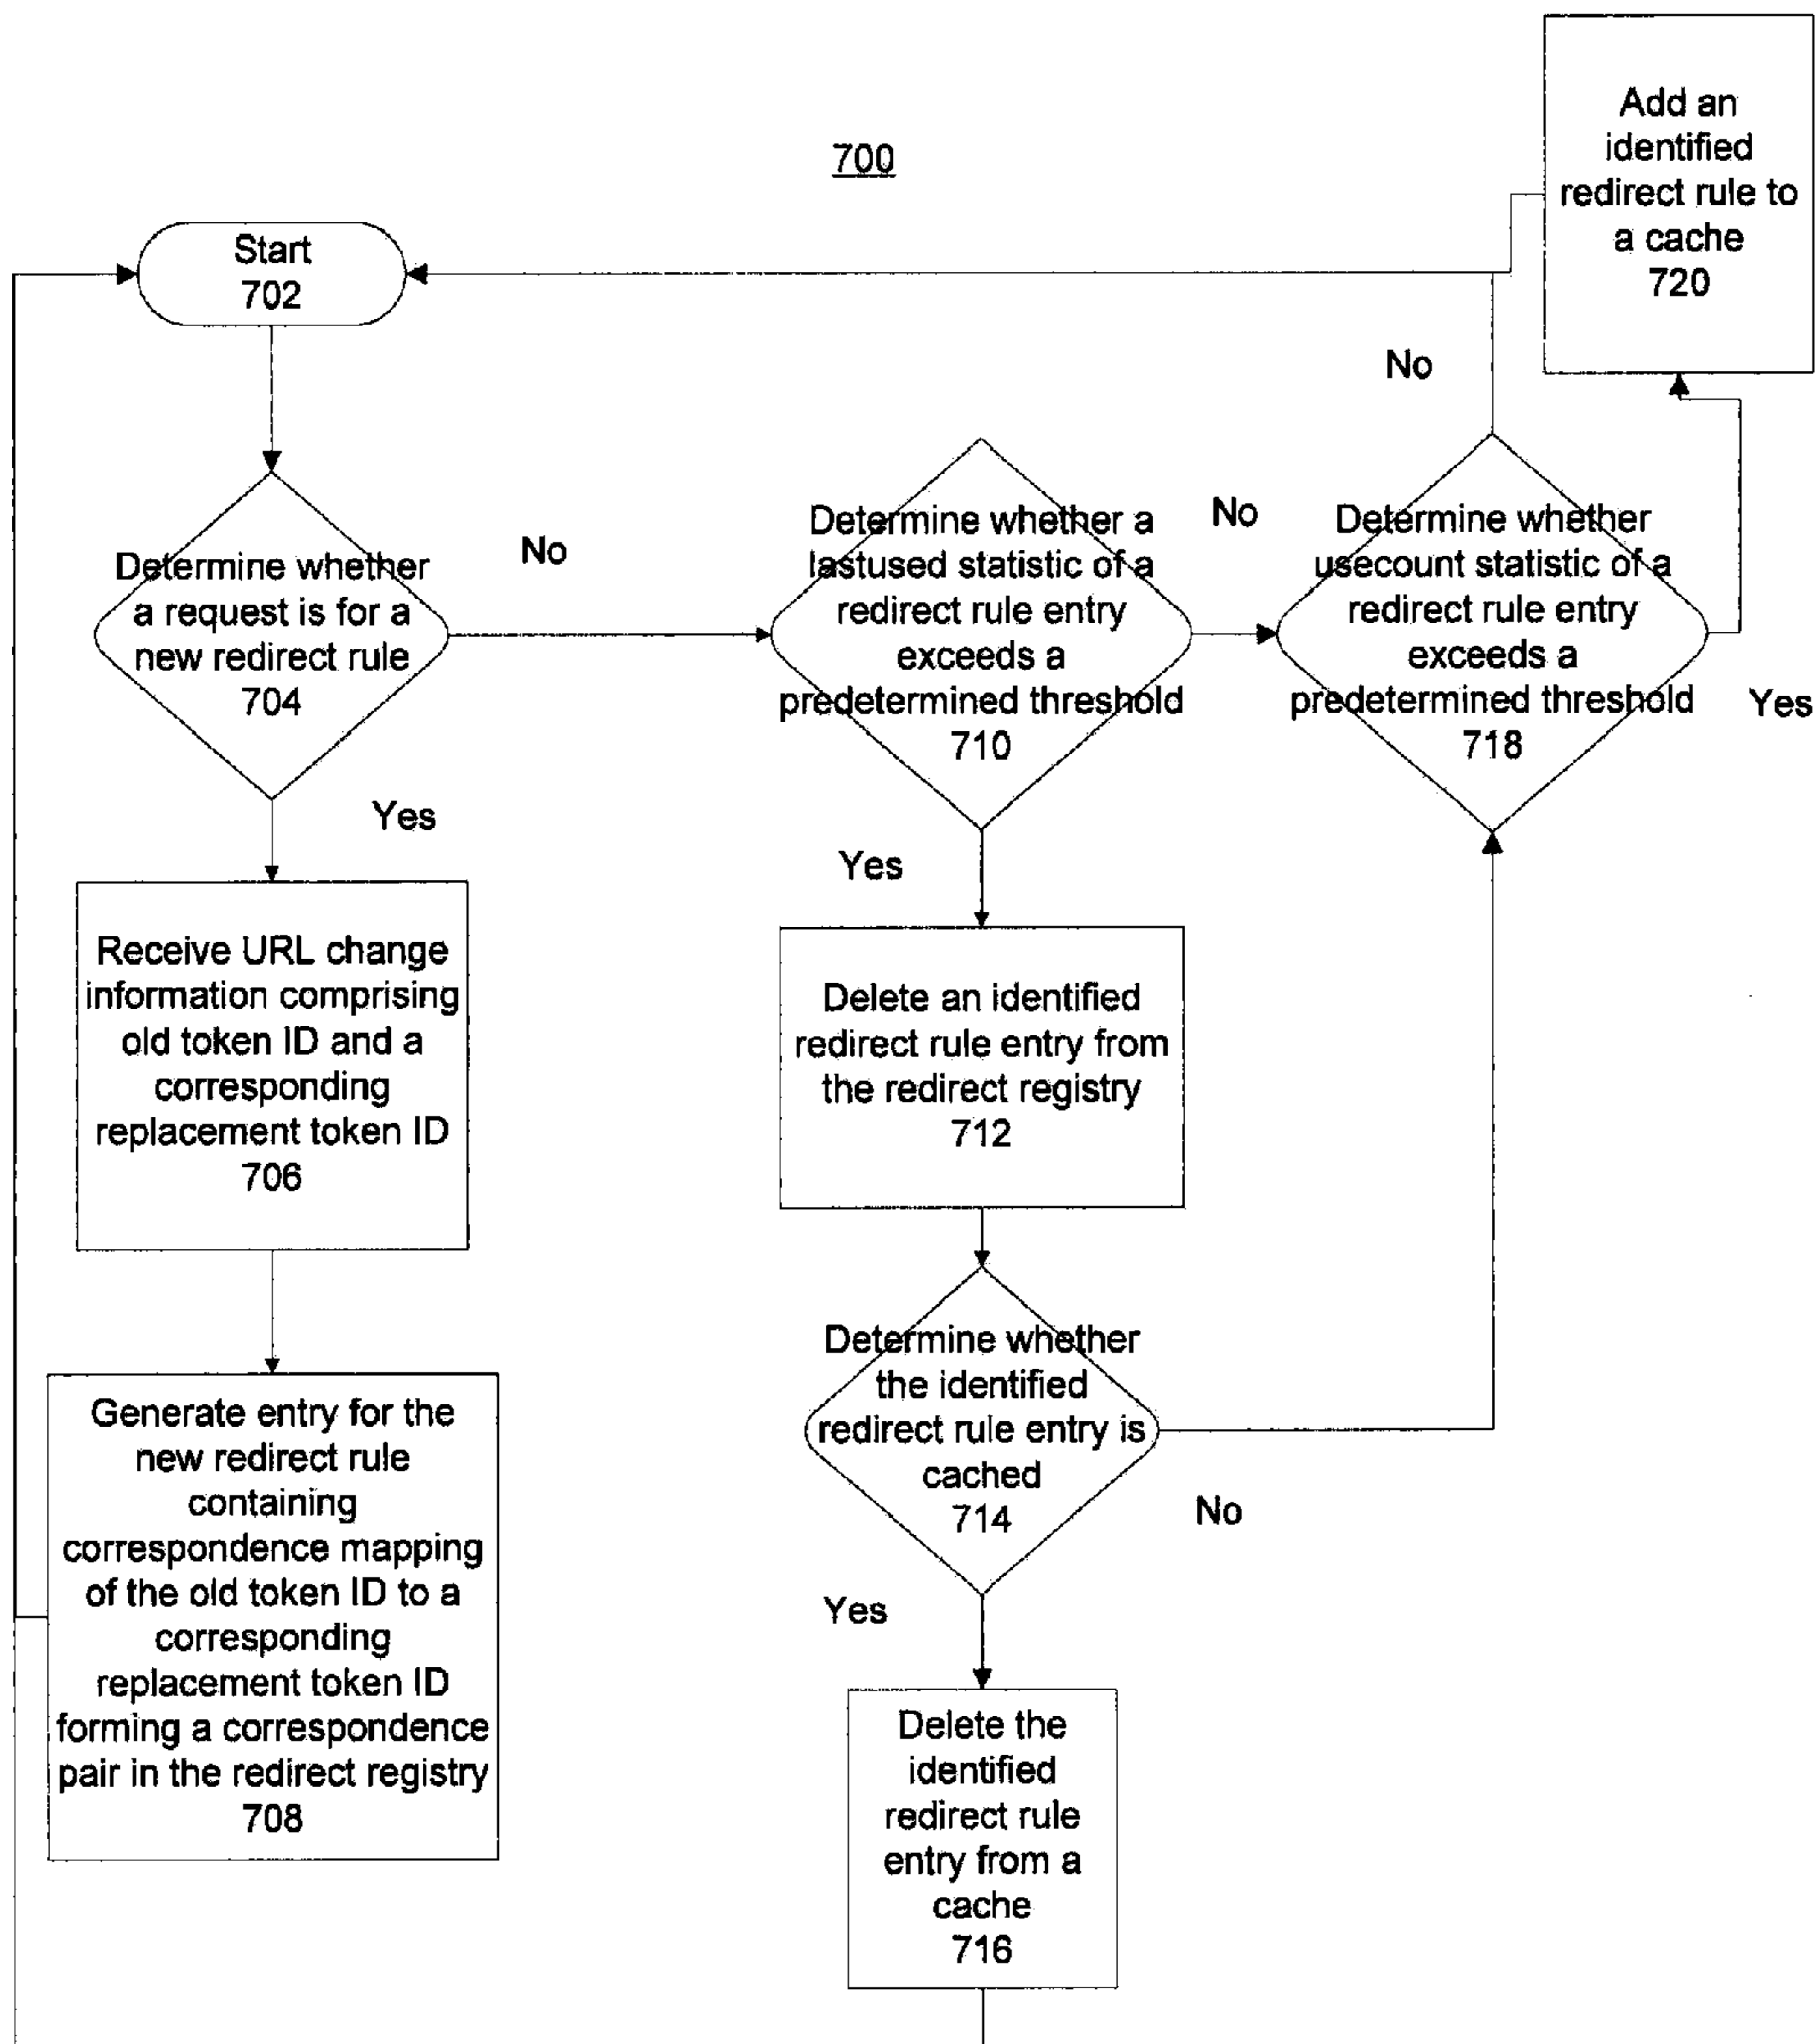 700
Add an
identified
redirect rule to
a cache
720
Start
702
No
Determine whether
a request is for a
new redirect rule
704
No
Determine whether a
lastused statistic of a
redirect rule entry
exceeds a
predetermined threshold
710
No
Determine whether
usecount statistic of a
redirect rule entry
exceeds a
predetermined threshold
718
Yes
Yes
Receive URL change
information comprising
old token ID and a
corresponding
replacement token ID
706
Yes
Delete an identified
redirect rule entry from
the redirect registry
712
Generate entry for the
new redirect rule
containing
correspondence mapping
of the old token ID to a
corresponding
replacement token ID
forming a correspondence
pair in the redirect registry
708
Determine whether
the identified
redirect rule entry is
cached
714
No
Yes
Delete the
identified
redirect rule
entry from a
cache
716